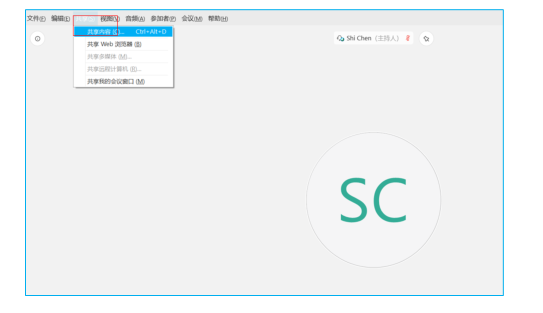 文件(F) 编辑(E) 视图(V) 音频(A) 参加者(P) 会议(M) 帮助(H)
共享内容 (L)... Ctrl+Alt+D
共享 Web 浏览器 (B)
共享多媒体 (M)...
共享远程计算机 (R)...
共享我的会议窗口 (M)
Shi Chen (主持人)
SC